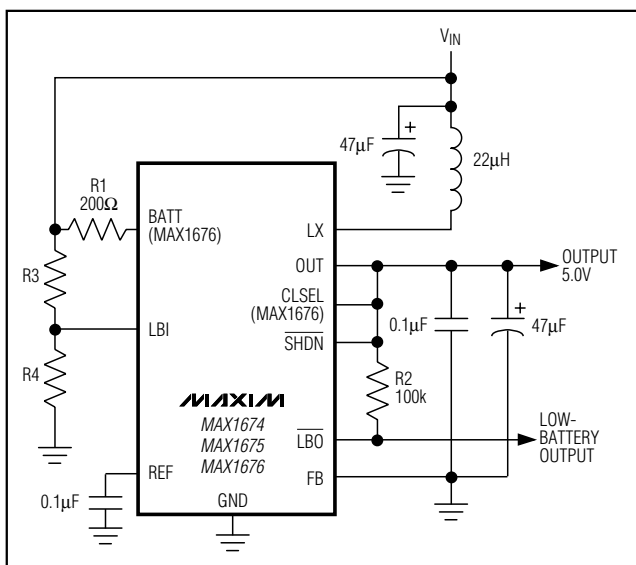 VIN
47µF
22µH
R1
200Ω
BATT
(MAX1676)
LX
OUT
OUTPUT
5.0V
R3
CLSEL
(MAX1676)
0.1µF
47µF
LBI
SHDN
R4
R2
100k
MAXIM
MAX1674
MAX1675
MAX1676
LBO
LOW-
BATTERY
OUTPUT
REF
FB
0.1µF
GND